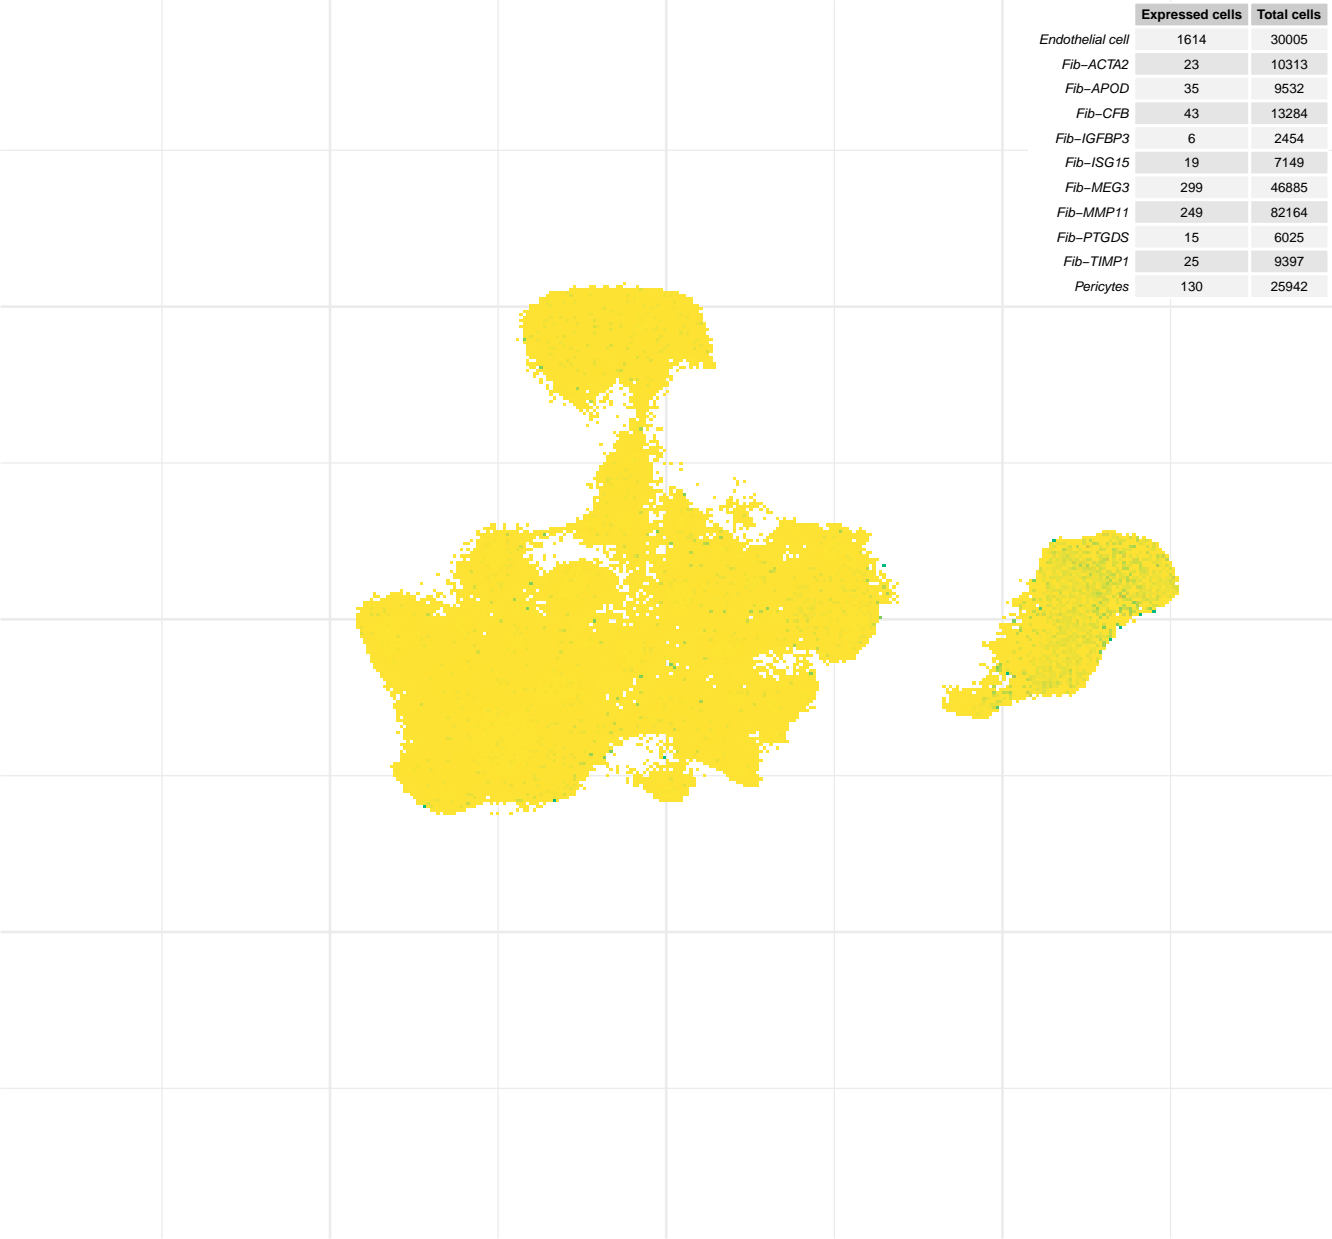 Expressed cells Total cells
Endothelial cell 1614 30005
Fib−ACTA2 23 10313
Fib−APOD 35 9532
Fib−CFB 43 13284
Fib−IGFBP3 6 2454
Fib−ISG15 19 7149
Fib−MEG3 299 46885
Fib−MMP11 249 82164
Fib−PTGDS 15 6025
Fib−TIMP1 25 9397
Pericytes 130 25942